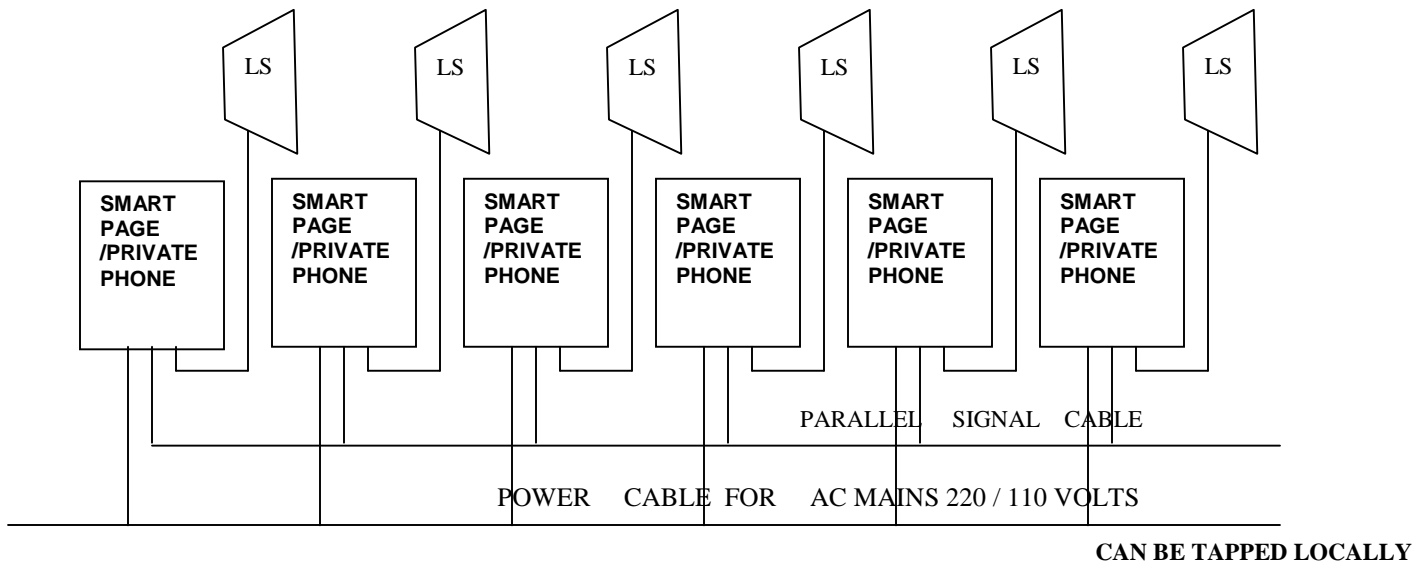 LS
LS
LS
LS
LS
LS
SMART
PAGE
/PRIVATE
PHONE
SMART
PAGE
/PRIVATE
PHONE
SMART
PAGE
/PRIVATE
PHONE
SMART
PAGE
/PRIVATE
PHONE
SMART
PAGE
/PRIVATE
PHONE
SMART
PAGE
/PRIVATE
PHONE
PARALLEL SIGNAL CABLE
POWER CABLE FOR AC MAINS 220 / 110 VOLTS
CAN BE TAPPED LOCALLY